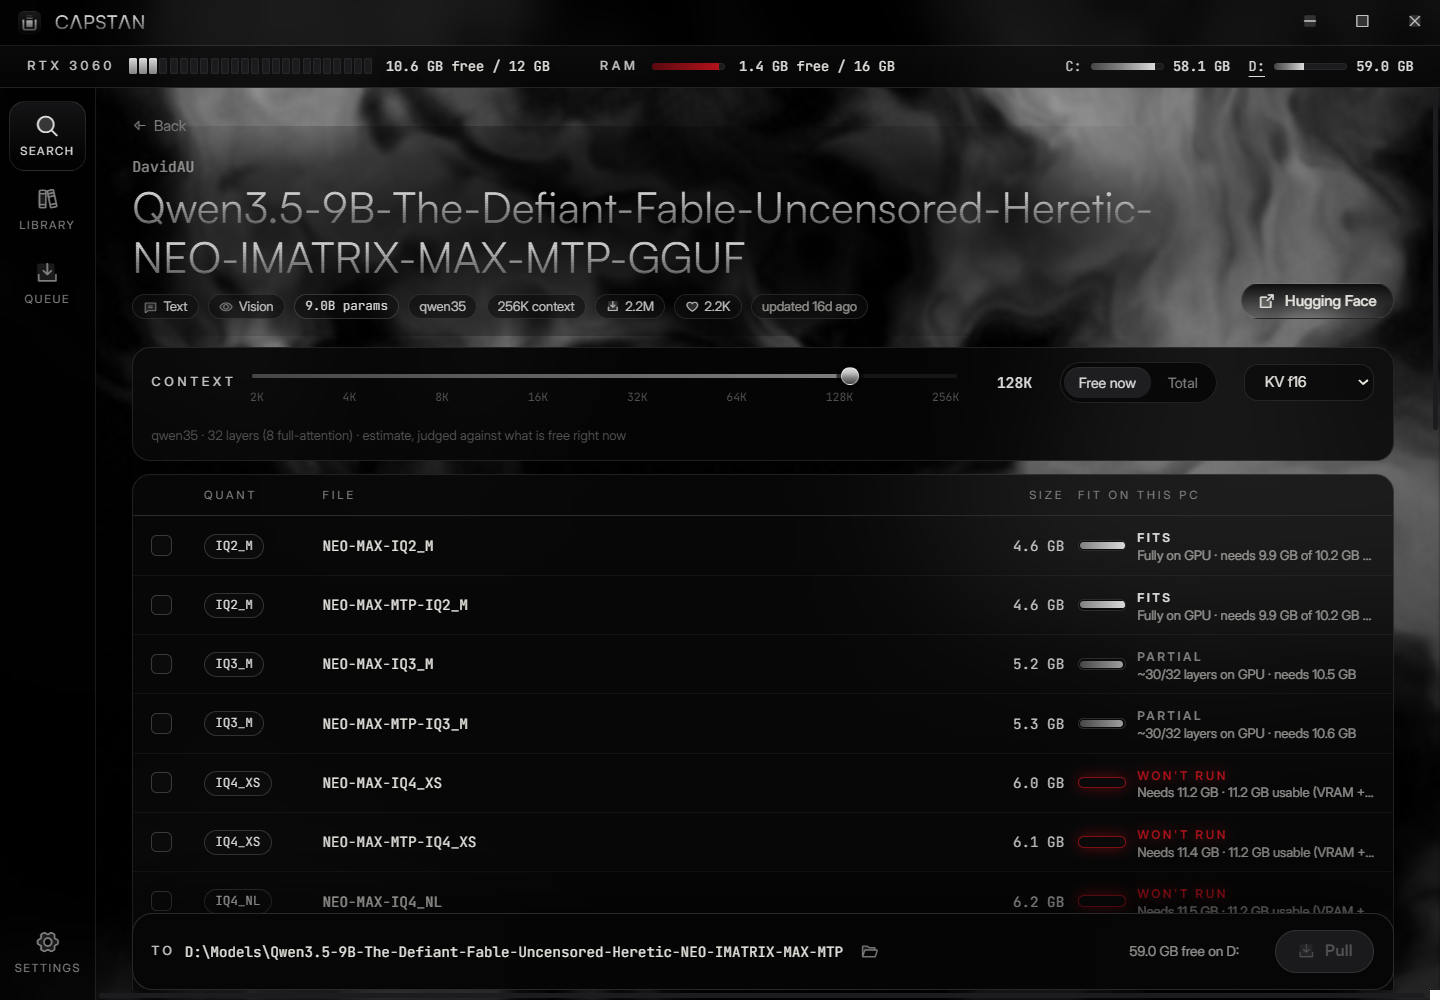 CAPSTAN
RTX 3060 10.6 GB free / 12 GB RAM 1.4 GB free / 16 GB C: 58.1 GB D: 59.0 GB
SEARCH
LIBRARY
QUEUE
SETTINGS
← Back
DavidAU
Qwen3.5-9B-The-Defiant-Fable-Uncensored-Heretic-
NEO-IMATRIX-MAX-MTP-GGUF
Text Vision 9.0B params qwen35 256K context 2.2M 2.2K updated 16d ago
Hugging Face
CONTEXT 128K Free now Total KV f16
2K 4K 8K 16K 32K 64K 128K 256K
qwen35 · 32 layers (8 full-attention) · estimate, judged against what is free right now
QUANT FILE SIZE FIT ON THIS PC
IQ2_M NEO-MAX-IQ2_M 4.6 GB FITS
Fully on GPU · needs 9.9 GB of 10.2 GB ...
IQ2_M NEO-MAX-MTP-IQ2_M 4.6 GB FITS
Fully on GPU · needs 9.9 GB of 10.2 GB ...
IQ3_M NEO-MAX-IQ3_M 5.2 GB PARTIAL
~30/32 layers on GPU · needs 10.5 GB
IQ3_M NEO-MAX-MTP-IQ3_M 5.3 GB PARTIAL
~30/32 layers on GPU · needs 10.6 GB
IQ4_XS NEO-MAX-IQ4_XS 6.0 GB WON'T RUN
Needs 11.2 GB · 11.2 GB usable (VRAM +...
IQ4_XS NEO-MAX-MTP-IQ4_XS 6.1 GB WON'T RUN
Needs 11.4 GB · 11.2 GB usable (VRAM +...
IQ4_NL NEO-MAX-IQ4_NL 6.2 GB WON'T RUN
Needs 11.5 GB · 11.2 GB usable (VRAM +...
TO D:\Models\Qwen3.5-9B-The-Defiant-Fable-Uncensored-Heretic-NEO-IMATRIX-MAX-MTP 59.0 GB free on D: Pull